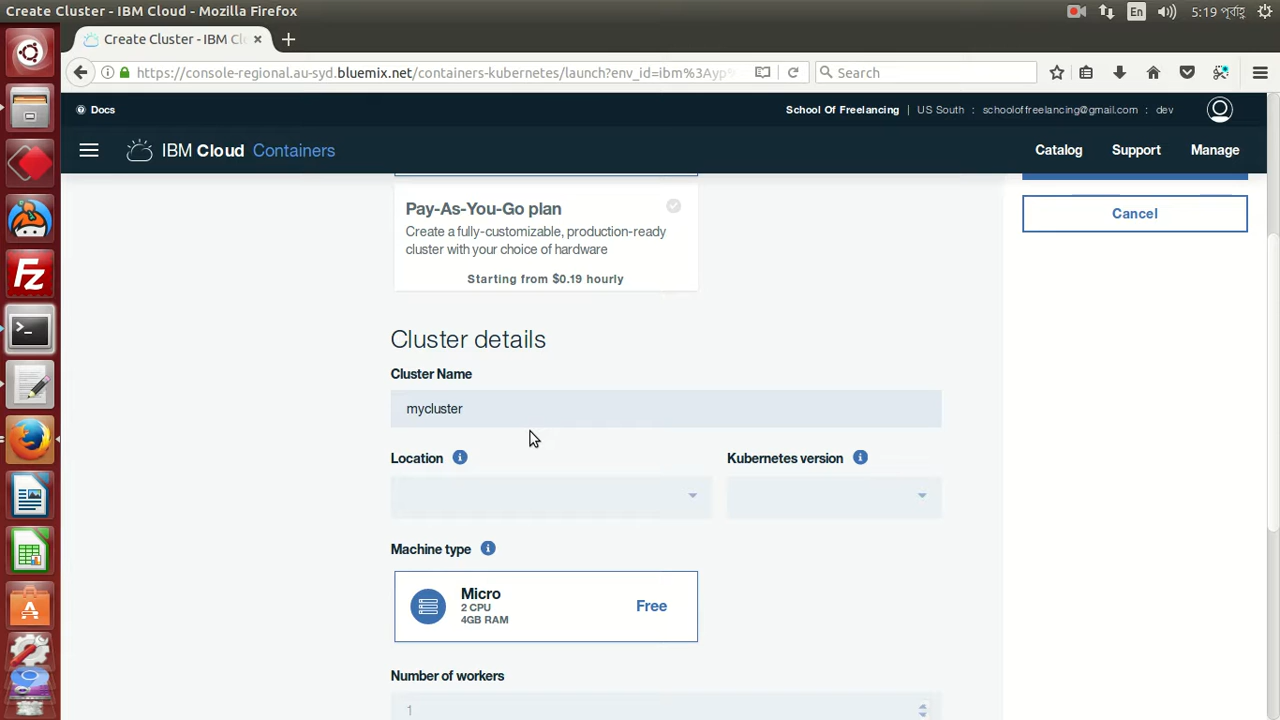 Create Cluster - IBM Cloud - Mozilla Firefox
En
5:19 পূর্বাহ্ণ
Create Cluster - IBM Cl
https://console-regional.au-syd.bluemix.net/containers-kubernetes/launch?env_id=ibm%3Ayp
Search
Docs
School Of Freelancing | US South : schooloffreelancing@gmail.com : dev
IBM Cloud Containers
Catalog
Support
Manage
Pay-As-You-Go plan
Create a fully-customizable, production-ready
cluster with your choice of hardware
Starting from $0.19 hourly
Cancel
Cluster details
Cluster Name
mycluster
Location
Kubernetes version
Machine type
Micro
2 CPU
4GB RAM
Free
Number of workers
1